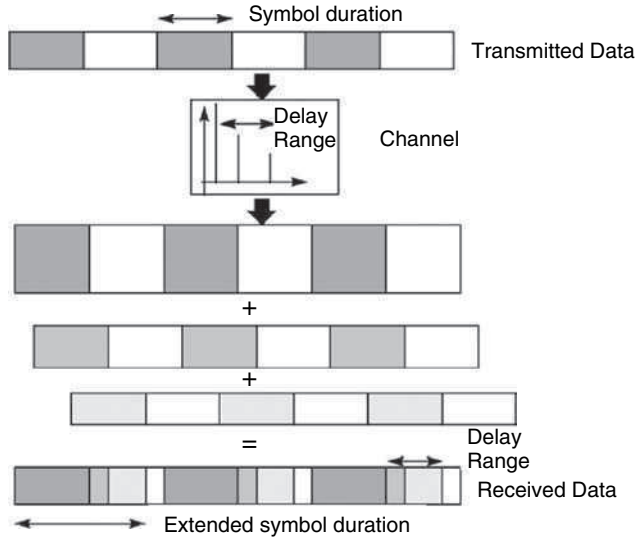 Symbol duration
Transmitted Data
Delay
Range
Channel
+
+
=
Delay
Range
Received Data
Extended symbol duration